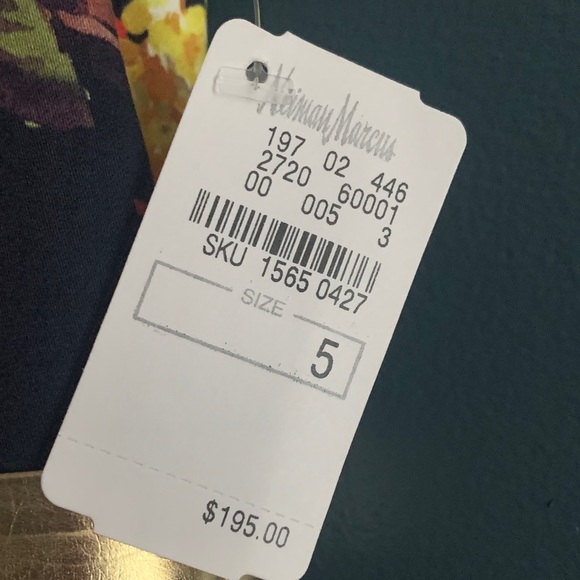 Neiman Marcus
197 02 446
2720 60001
00 005 3
SKU 1565 0427
SIZE
5
$195.00